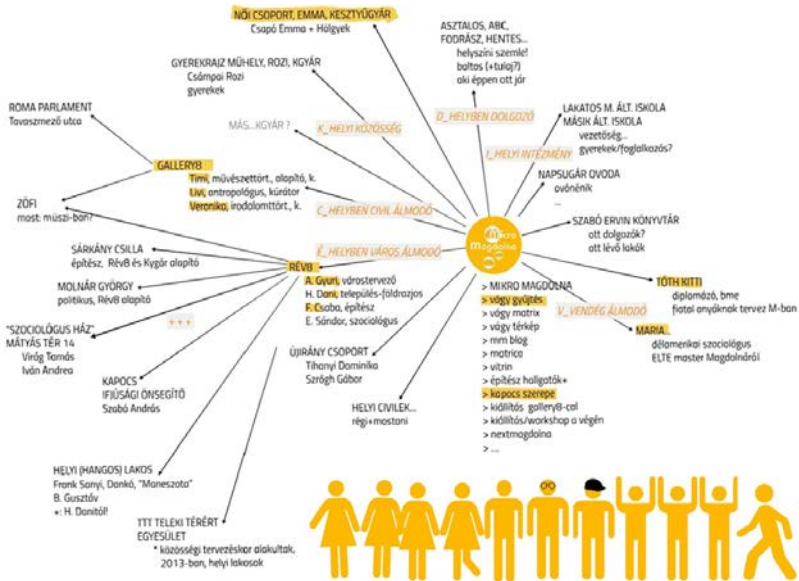 NŐI CSOPORT, EMMA, KESZTYŰGYÁR
Csapó Emma + Hölgyek
ASZTALOS, ABC,
FODRÁSZ, HENTES...
helyszíni szemle!
boltos (+tulaj?)
aki éppen ott jár
GYEREKRAJZ MŰHELY, ROZI, KGYÁR
Csámpai Rozi
gyerekek
ROMA PARLAMENT
Tavaszmező utca
MÁS...KGYÁR ?
K_HELYI KÖZÖSSÉG
D_HELYBEN DOLGOZÓ
LAKATOS M. ÁLT. ISKOLA
MÁSIK ÁLT. ISKOLA
vezetőség...
gyerekek/foglalkozás?
I_HELYI INTÉZMÉNY
GALLERY8
Timi, művészettört., alapító, k.
Livi, antropológus, kúrátor
Veronika, irodalomtört., k.
NAPSUGÁR OVODA
óvónénik
...
ZÖFI
most: müszi-ban?
C_HELYBEN CIVIL ÁLMODÓ
SZABÓ ERVIN KÖNYVTÁR
ott dolgozók?
ott lévő lakók
micro
magdolna
É_HELYBEN VÁROS ÁLMODÓ
SÁRKÁNY CSILLA
építész, Rév8 és Kygár alapító
RÉV8
A. Gyuri, várostervező
H. Dani, település-földrazjos
F. Csaba, építész
E. Sándor, szociológus
MOLNÁR GYÖRGY
politikus, Rév8 alapító
+++
"SZOCIOLÓGUS HÁZ"
MÁTYÁS TÉR 14
Virág Tamás
Iván Andrea
TÓTH KITTI
diplomázó, bme
fiatal anyáknak tervez M-ban
V_VENDÉG ÁLMODÓ
MARIA...
délamerikai szociológus
ELTE master Magdolnáról
> MIKRO MAGDOLNA
> vágy gyűjtés
> vágy matrix
> vágy térkép
> mm blog
> matrica
> vitrin
> építész hallgatók+
> kapocs szerepe
> kiállítás gallery8-cal
> kiállítás/workshop a végén
> nextmagdolna
> ....
ÚJIRÁNY CSOPORT
Tihanyi Dominika
Szrógh Gábor
KAPOCS
IFJÚSÁGI ÖNSEGÍTŐ
Szabó András
HELYI CIVILEK...
régi+mostani
HELYI (HANGOS) LAKOS
Frank Sanyi, Dankó, "Maneszota"
B. Gusztáv
+: H. Danitól!
TTT TELEKI TÉRÉRT
EGYESÜLET
* közösségi tervezéskor alakultak,
2013-ban, helyi lakosok